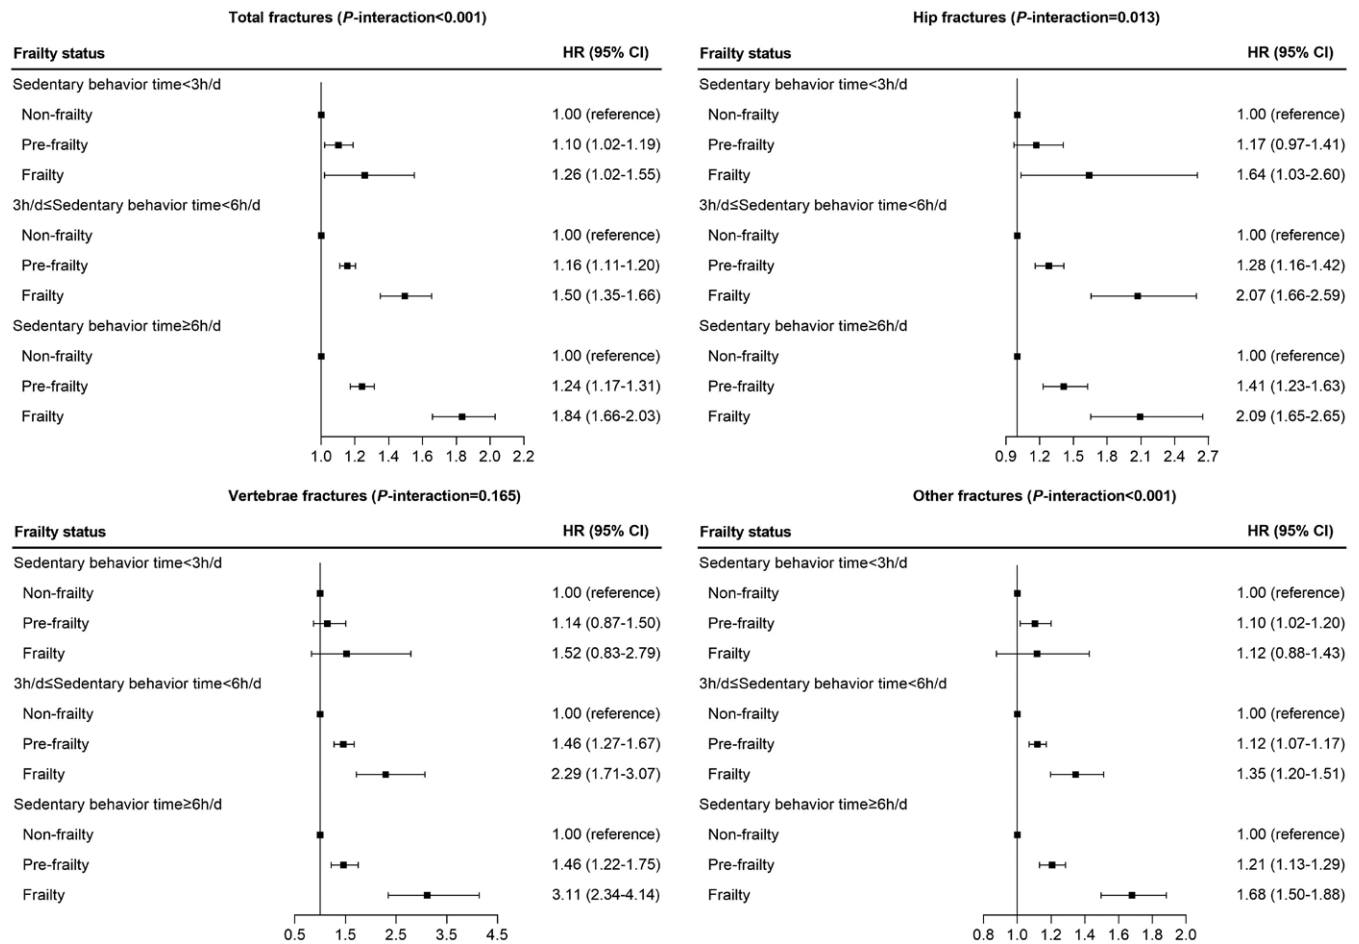 Total fractures (P-interaction<0.001)
Frailty status HR (95% CI)
Sedentary behavior time<3h/d
Non-frailty 1.00 (reference)
Pre-frailty 1.10 (1.02-1.19)
Frailty 1.26 (1.02-1.55)
3h/d≤Sedentary behavior time<6h/d
Non-frailty 1.00 (reference)
Pre-frailty 1.16 (1.11-1.20)
Frailty 1.50 (1.35-1.66)
Sedentary behavior time≥6h/d
Non-frailty 1.00 (reference)
Pre-frailty 1.24 (1.17-1.31)
Frailty 1.84 (1.66-2.03)
1.0 1.2 1.4 1.6 1.8 2.0 2.2
Hip fractures (P-interaction=0.013)
Frailty status HR (95% CI)
Sedentary behavior time<3h/d
Non-frailty 1.00 (reference)
Pre-frailty 1.17 (0.97-1.41)
Frailty 1.64 (1.03-2.60)
3h/d≤Sedentary behavior time<6h/d
Non-frailty 1.00 (reference)
Pre-frailty 1.28 (1.16-1.42)
Frailty 2.07 (1.66-2.59)
Sedentary behavior time≥6h/d
Non-frailty 1.00 (reference)
Pre-frailty 1.41 (1.23-1.63)
Frailty 2.09 (1.65-2.65)
0.9 1.2 1.5 1.8 2.1 2.4 2.7
Vertebrae fractures (P-interaction=0.165)
Frailty status HR (95% CI)
Sedentary behavior time<3h/d
Non-frailty 1.00 (reference)
Pre-frailty 1.14 (0.87-1.50)
Frailty 1.52 (0.83-2.79)
3h/d≤Sedentary behavior time<6h/d
Non-frailty 1.00 (reference)
Pre-frailty 1.46 (1.27-1.67)
Frailty 2.29 (1.71-3.07)
Sedentary behavior time≥6h/d
Non-frailty 1.00 (reference)
Pre-frailty 1.46 (1.22-1.75)
Frailty 3.11 (2.34-4.14)
0.5 1.5 2.5 3.5 4.5
Other fractures (P-interaction<0.001)
Frailty status HR (95% CI)
Sedentary behavior time<3h/d
Non-frailty 1.00 (reference)
Pre-frailty 1.10 (1.02-1.20)
Frailty 1.12 (0.88-1.43)
3h/d≤Sedentary behavior time<6h/d
Non-frailty 1.00 (reference)
Pre-frailty 1.12 (1.07-1.17)
Frailty 1.35 (1.20-1.51)
Sedentary behavior time≥6h/d
Non-frailty 1.00 (reference)
Pre-frailty 1.21 (1.13-1.29)
Frailty 1.68 (1.50-1.88)
0.8 1.0 1.2 1.4 1.6 1.8 2.0